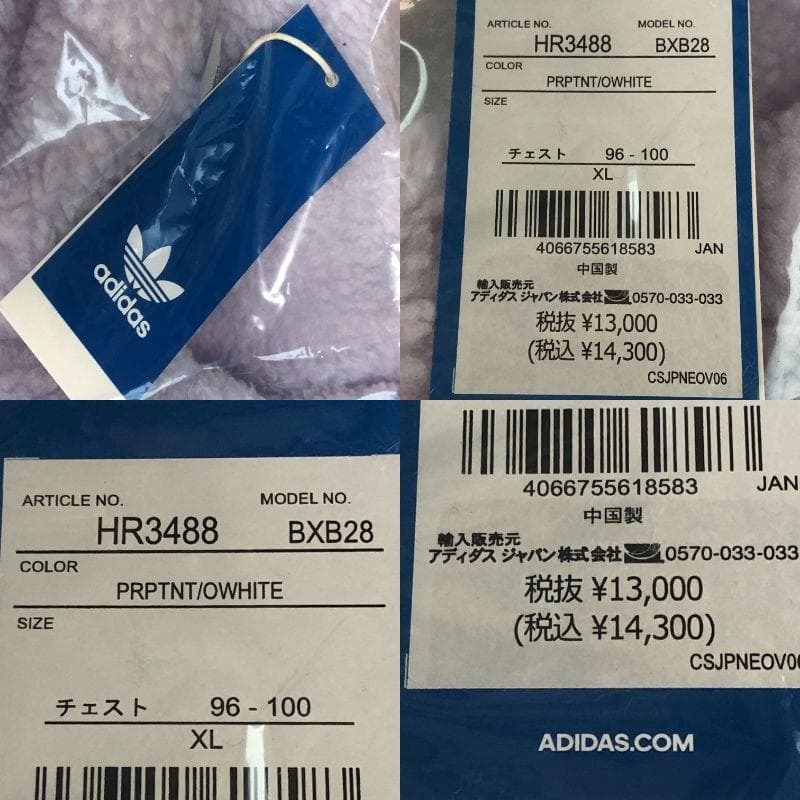 adidas
ARTICLE NO. MODEL NO.
HR3488 BXB28
COLOR
PRPTNT/OWHITE
SIZE
チェスト 96 - 100
XL
4066755618583 JAN
中国製
輸入販売元
アディダス ジャパン株式会社 0570-033-033
税抜 ¥13,000
(税込 ¥14,300)
CSJPNEOV06
ARTICLE NO. MODEL NO.
HR3488 BXB28
COLOR
PRPTNT/OWHITE
SIZE
チェスト 96 - 100
XL
4066755618583 JAN
中国製
輸入販売元
アディダス ジャパン株式会社 0570-033-033
税抜 ¥13,000
(税込 ¥14,300)
CSJPNEOV06
ADIDAS.COM